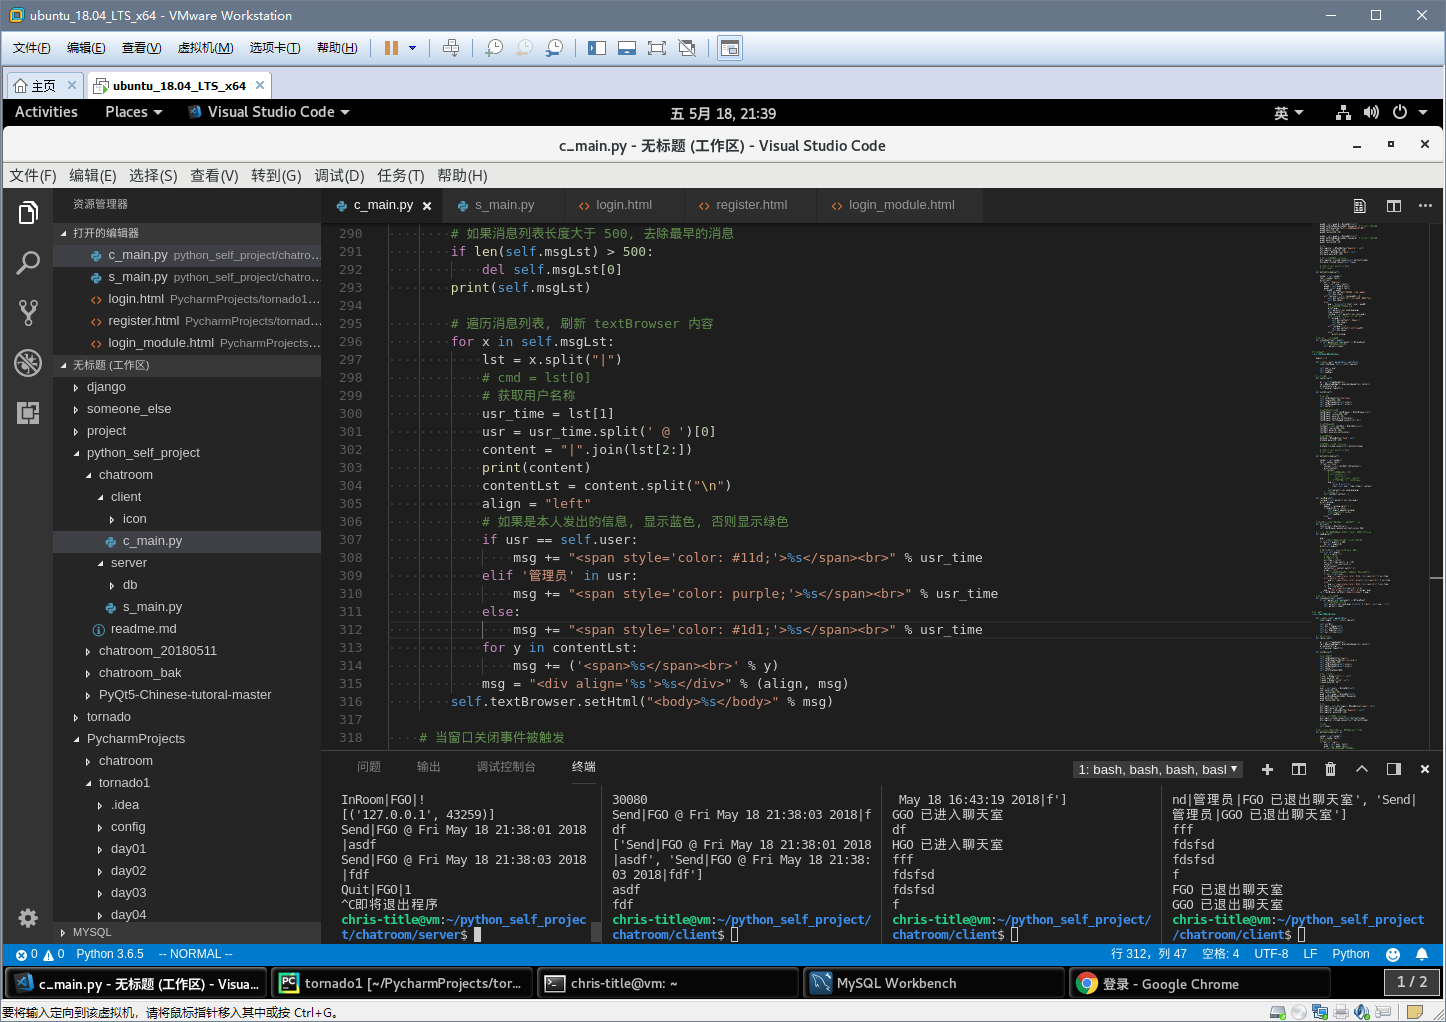 ubuntu_18.04_LTS_x64 - VMware Workstation
文件(F) 编辑(E) 查看(V) 虚拟机(M) 选项卡(T) 帮助(H)
主页 ubuntu_18.04_LTS_x64
Activities Places Visual Studio Code 五 5月 18, 21:39 英
c_main.py - 无标题 (工作区) - Visual Studio Code
文件(F) 编辑(E) 选择(S) 查看(V) 转到(G) 调试(D) 任务(T) 帮助(H)
资源管理器
打开的编辑器
c_main.py python_self_project/chatro...
s_main.py python_self_project/chatro...
login.html PycharmProjects/tornado1...
register.html PycharmProjects/tornad...
login_module.html PycharmProjects...
无标题 (工作区)
django
someone_else
project
python_self_project
chatroom
client
icon
c_main.py
server
db
s_main.py
readme.md
chatroom_20180511
chatroom_bak
PyQt5-Chinese-tutoral-master
tornado
PycharmProjects
chatroom
tornado1
.idea
config
day01
day02
day03
day04
MYSQL
c_main.py s_main.py login.html register.html login_module.html
290 # 如果消息列表长度大于 500, 去除最早的消息
291 if len(self.msgLst) > 500:
292 del self.msgLst[0]
293 print(self.msgLst)
294
295 # 遍历消息列表, 刷新 textBrowser 内容
296 for x in self.msgLst:
297 lst = x.split("|")
298 # cmd = lst[0]
299 # 获取用户名称
300 usr_time = lst[1]
301 usr = usr_time.split(' @ ')[0]
302 content = "|".join(lst[2:])
303 print(content)
304 contentLst = content.split("\n")
305 align = "left"
306 # 如果是本人发出的信息, 显示蓝色, 否则显示绿色
307 if usr == self.user:
308 msg += "<span style='color: #11d;'>%s</span><br>" % usr_time
309 elif '管理员' in usr:
310 msg += "<span style='color: purple;'>%s</span><br>" % usr_time
311 else:
312 msg += "<span style='color: #1d1;'>%s</span><br>" % usr_time
313 for y in contentLst:
314 msg += ('<span>%s</span><br>' % y)
315 msg = "<div align='%s'>%s</div>" % (align, msg)
316 self.textBrowser.setHtml("<body>%s</body>" % msg)
317
318 # 当窗口关闭事件被触发
问题 输出 调试控制台 终端 1: bash, bash, bash, basl
InRoom|FGO|!
[('127.0.0.1', 43259)]
Send|FGO @ Fri May 18 21:38:01 2018
|asdf
Send|FGO @ Fri May 18 21:38:03 2018
|fdf
Quit|FGO|1
^C即将退出程序
chris-title@vm:~/python_self_projec
t/chatroom/server$
30080
Send|FGO @ Fri May 18 21:38:03 2018|f
df
['Send|FGO @ Fri May 18 21:38:01 2018
|asdf', 'Send|FGO @ Fri May 18 21:38:
03 2018|fdf']
asdf
fdf
chris-title@vm:~/python_self_project/
chatroom/client$
May 18 16:43:19 2018|f']
GGO 已进入聊天室
df
HGO 已进入聊天室
fff
fdsfsd
fdsfsd
f
chris-title@vm:~/python_self_project/
chatroom/client$
nd|管理员|FGO 已退出聊天室', 'Send|
管理员|GGO 已退出聊天室']
fff
fdsfsd
fdsfsd
f
FGO 已退出聊天室
GGO 已退出聊天室
chris-title@vm:~/python_self_project
/chatroom/client$
0 0 Python 3.6.5 -- NORMAL -- 行 312，列 47 空格: 4 UTF-8 LF Python
c_main.py - 无标题 (工作区) - Visua... tornado1 [~/PycharmProjects/tor... chris-title@vm: ~ MySQL Workbench 登录 - Google Chrome 1 / 2
要将输入定向到该虚拟机，请将鼠标指针移入其中或按 Ctrl+G。